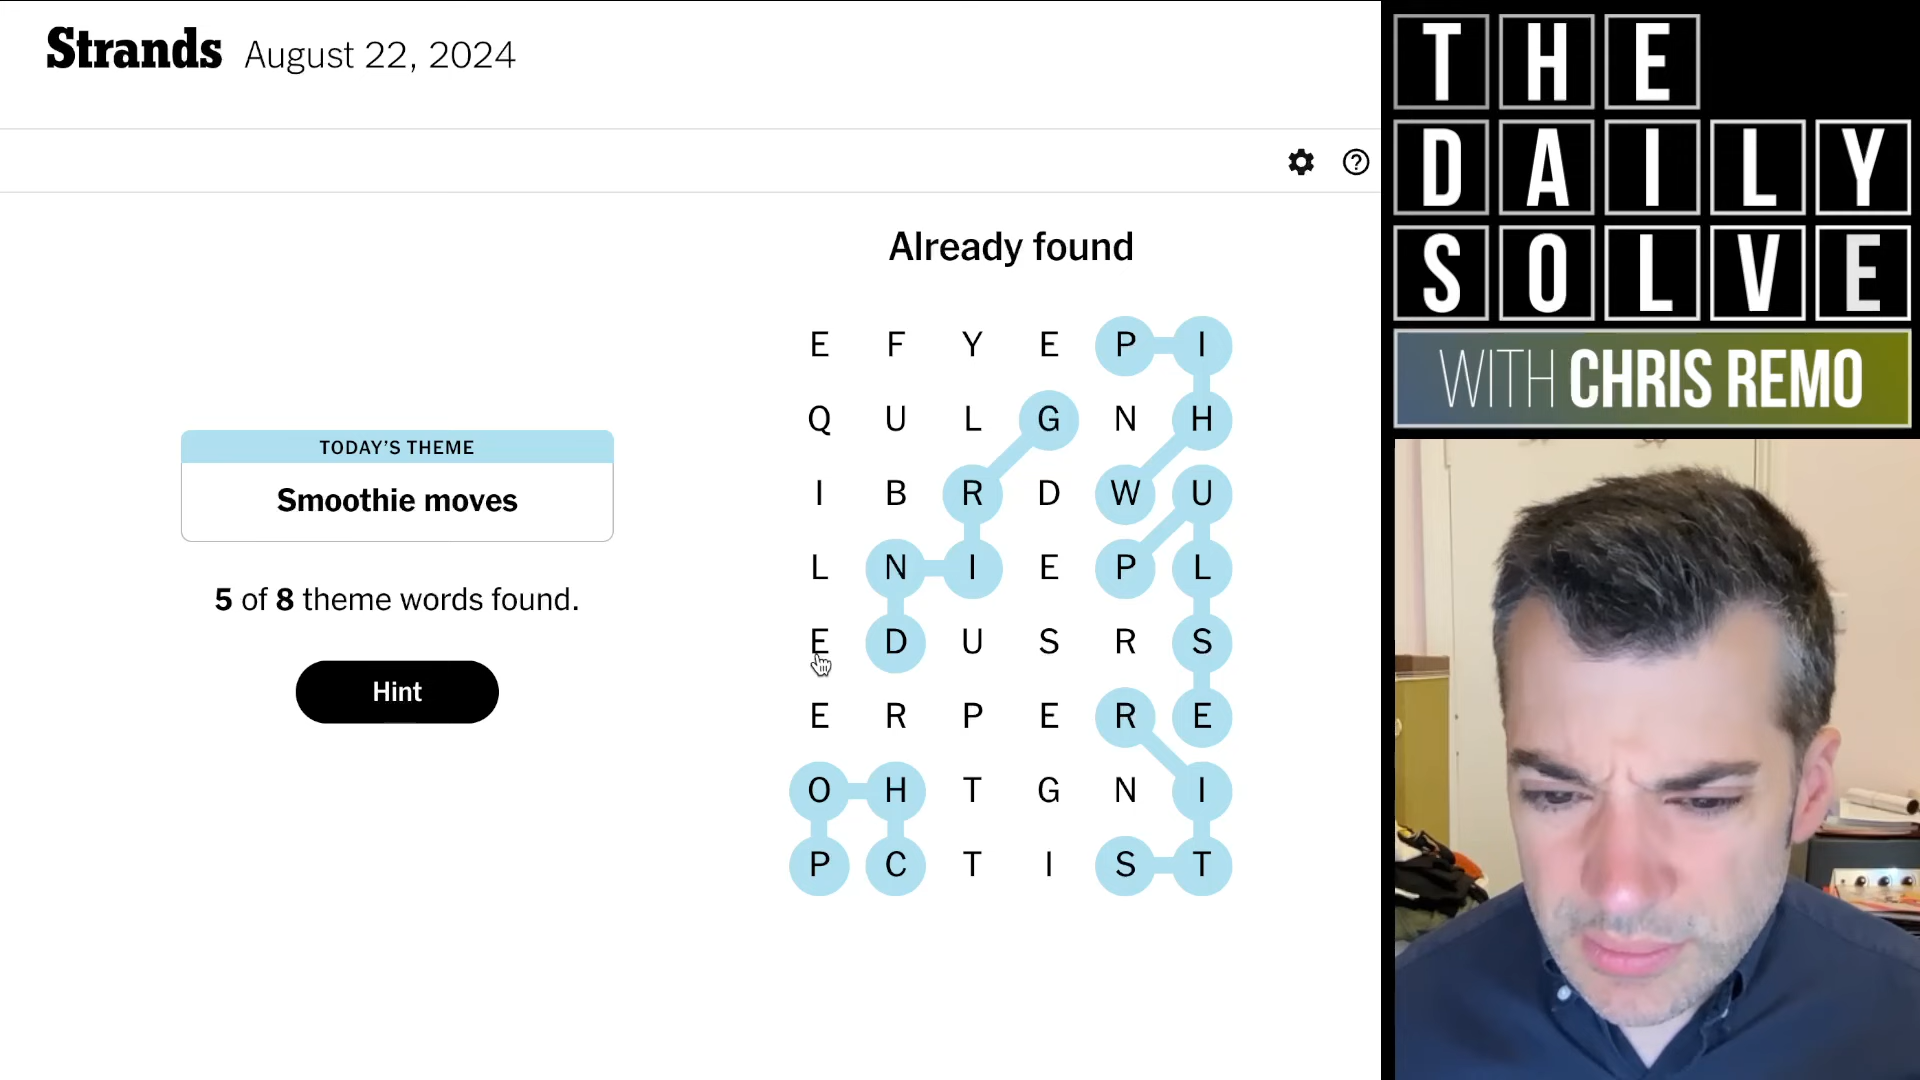 Strands August 22, 2024
Already found
TODAY'S THEME
Smoothie moves
5 of 8 theme words found.
Hint
E F Y E P I
Q U L G N H
I B R D W U
L N I E P L
E D U S R S
E R P E R E
O H T G N I
P C T I S T
THE
DAILY
SOLVE
WITH CHRIS REMO